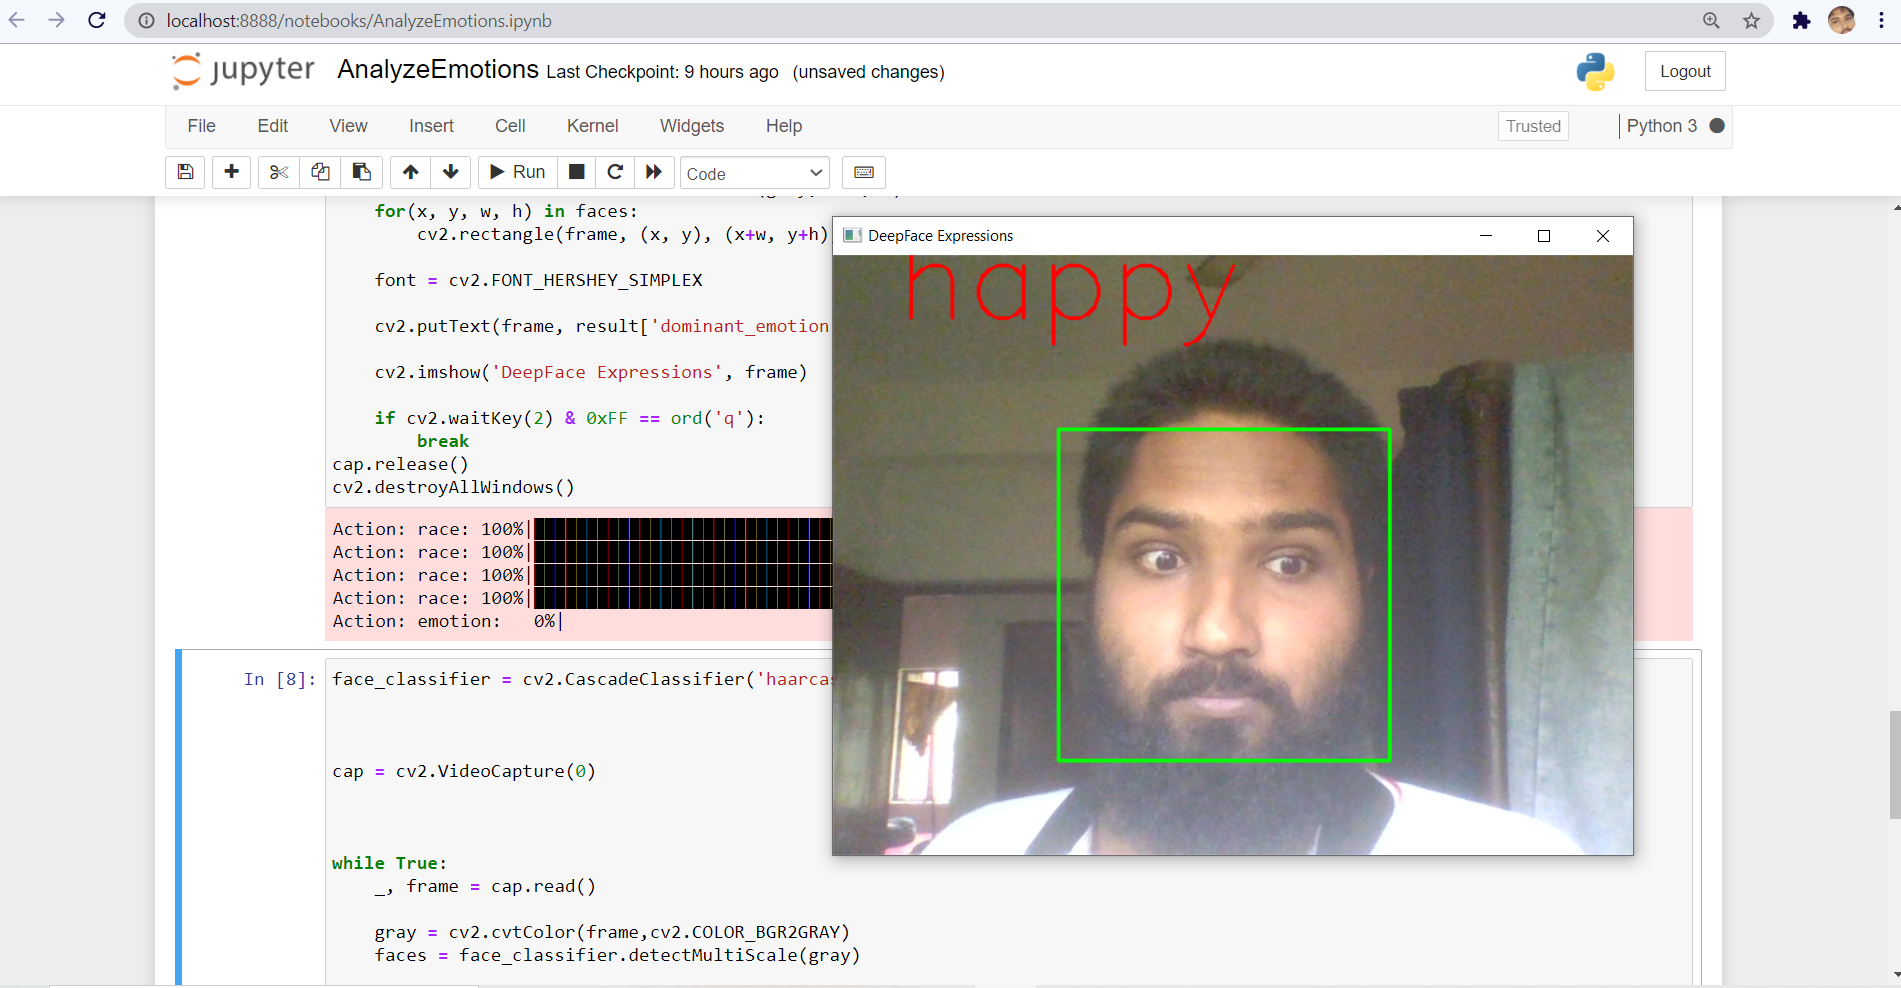 localhost:8888/notebooks/AnalyzeEmotions.ipynb
jupyter AnalyzeEmotions Last Checkpoint: 9 hours ago (unsaved changes)
Logout
File Edit View Insert Cell Kernel Widgets Help
Trusted
Python 3
Run
Code
for(x, y, w, h) in faces:
cv2.rectangle(frame, (x, y), (x+w, y+h)
font = cv2.FONT_HERSHEY_SIMPLEX
cv2.putText(frame, result['dominant_emotion
cv2.imshow('DeepFace Expressions', frame)
if cv2.waitKey(2) & 0xFF == ord('q'):
break
cap.release()
cv2.destroyAllWindows()
Action: race: 100%|
Action: race: 100%|
Action: race: 100%|
Action: race: 100%|
Action: emotion:   0%|
DeepFace Expressions
happy
In [8]:
face_classifier = cv2.CascadeClassifier('haarcas
cap = cv2.VideoCapture(0)
while True:
_, frame = cap.read()
gray = cv2.cvtColor(frame,cv2.COLOR_BGR2GRAY)
faces = face_classifier.detectMultiScale(gray)